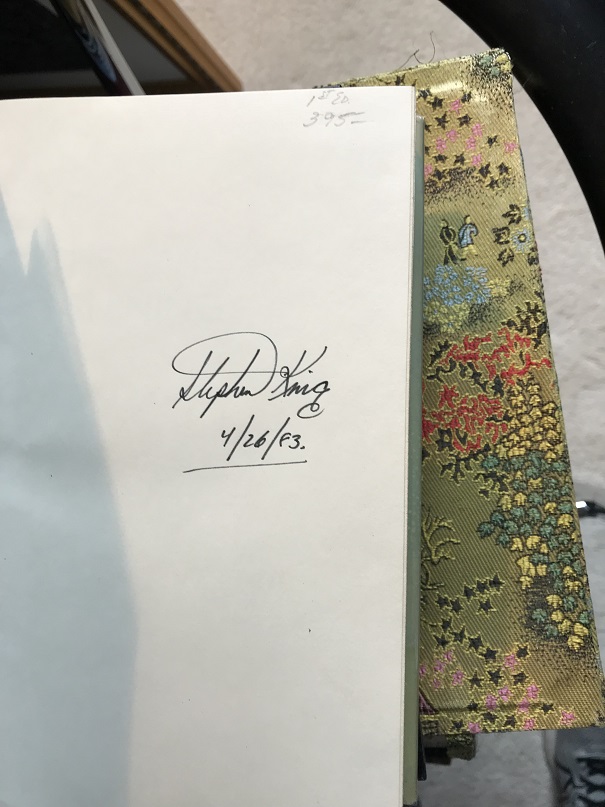 1st Ed.
395–
Stephen King
4/26/83.